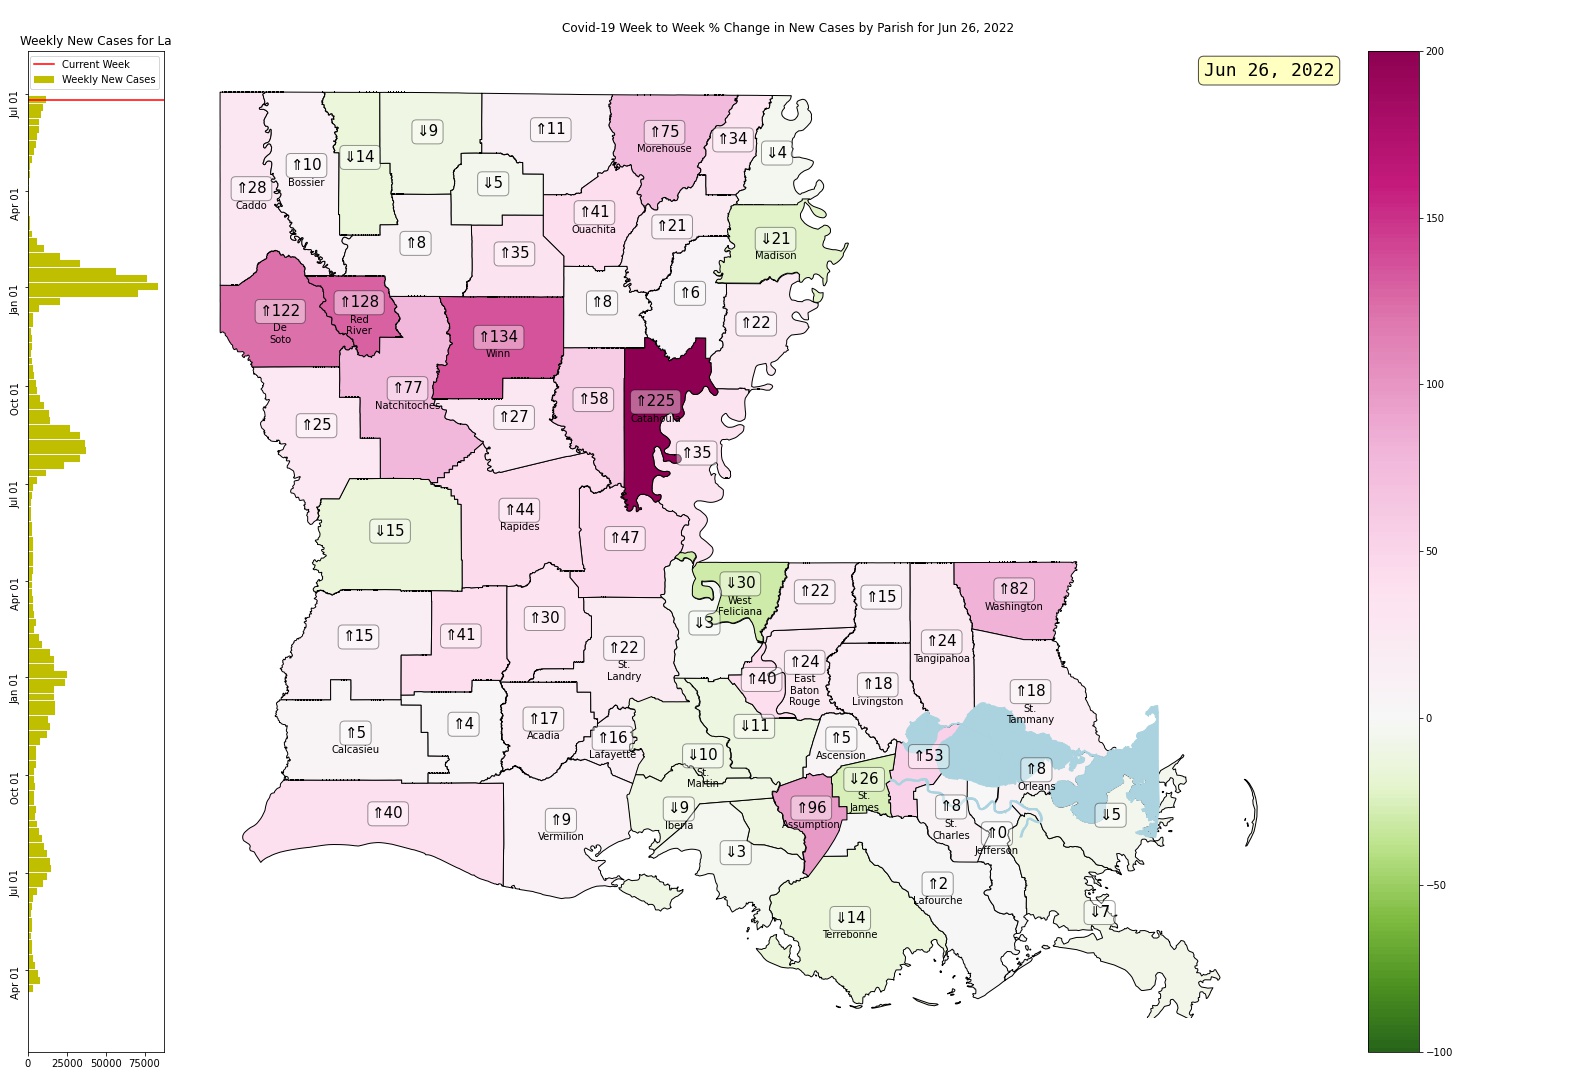 Covid-19 Week to Week % Change in New Cases by Parish for Jun 26, 2022
Weekly New Cases for La
Current Week
Weekly New Cases
Jul 01
Apr 01
Jan 01
Oct 01
Jul 01
Apr 01
Jan 01
Oct 01
Jul 01
Apr 01
0
25000
50000
75000
Jun 26, 2022
⇑28
Caddo
⇑10
Bossier
⇓14
⇓9
⇑11
⇑75
Morehouse
⇑34
⇓4
⇓5
⇑41
Ouachita
⇑21
⇓21
Madison
⇑8
⇑35
⇑8
⇑6
⇑22
⇑122
De
Soto
⇑128
Red
River
⇑134
Winn
⇑77
Natchitoches
⇑25
⇑27
⇑58
⇑225
Catahoula
⇑35
⇓15
⇑44
Rapides
⇑47
⇓30
West
Feliciana
⇑22
⇑15
⇑82
Washington
⇓3
⇑15
⇑41
⇑30
⇑22
St.
Landry
⇑40
⇑24
East
Baton
Rouge
⇑18
Livingston
⇑24
Tangipahoa
⇑18
St.
Tammany
⇑5
Calcasieu
⇑4
⇑17
Acadia
⇑16
Lafayette
⇓10
St.
Martin
⇓11
⇑5
Ascension
⇑53
⇓26
St.
James
⇑8
Orleans
⇑40
⇑9
Vermilion
⇓9
Iberia
⇑96
Assumption
⇑8
St.
Charles
⇑0
Jefferson
⇓5
⇓3
⇑2
Lafourche
⇓14
Terrebonne
⇓7
200
150
100
50
0
−50
−100